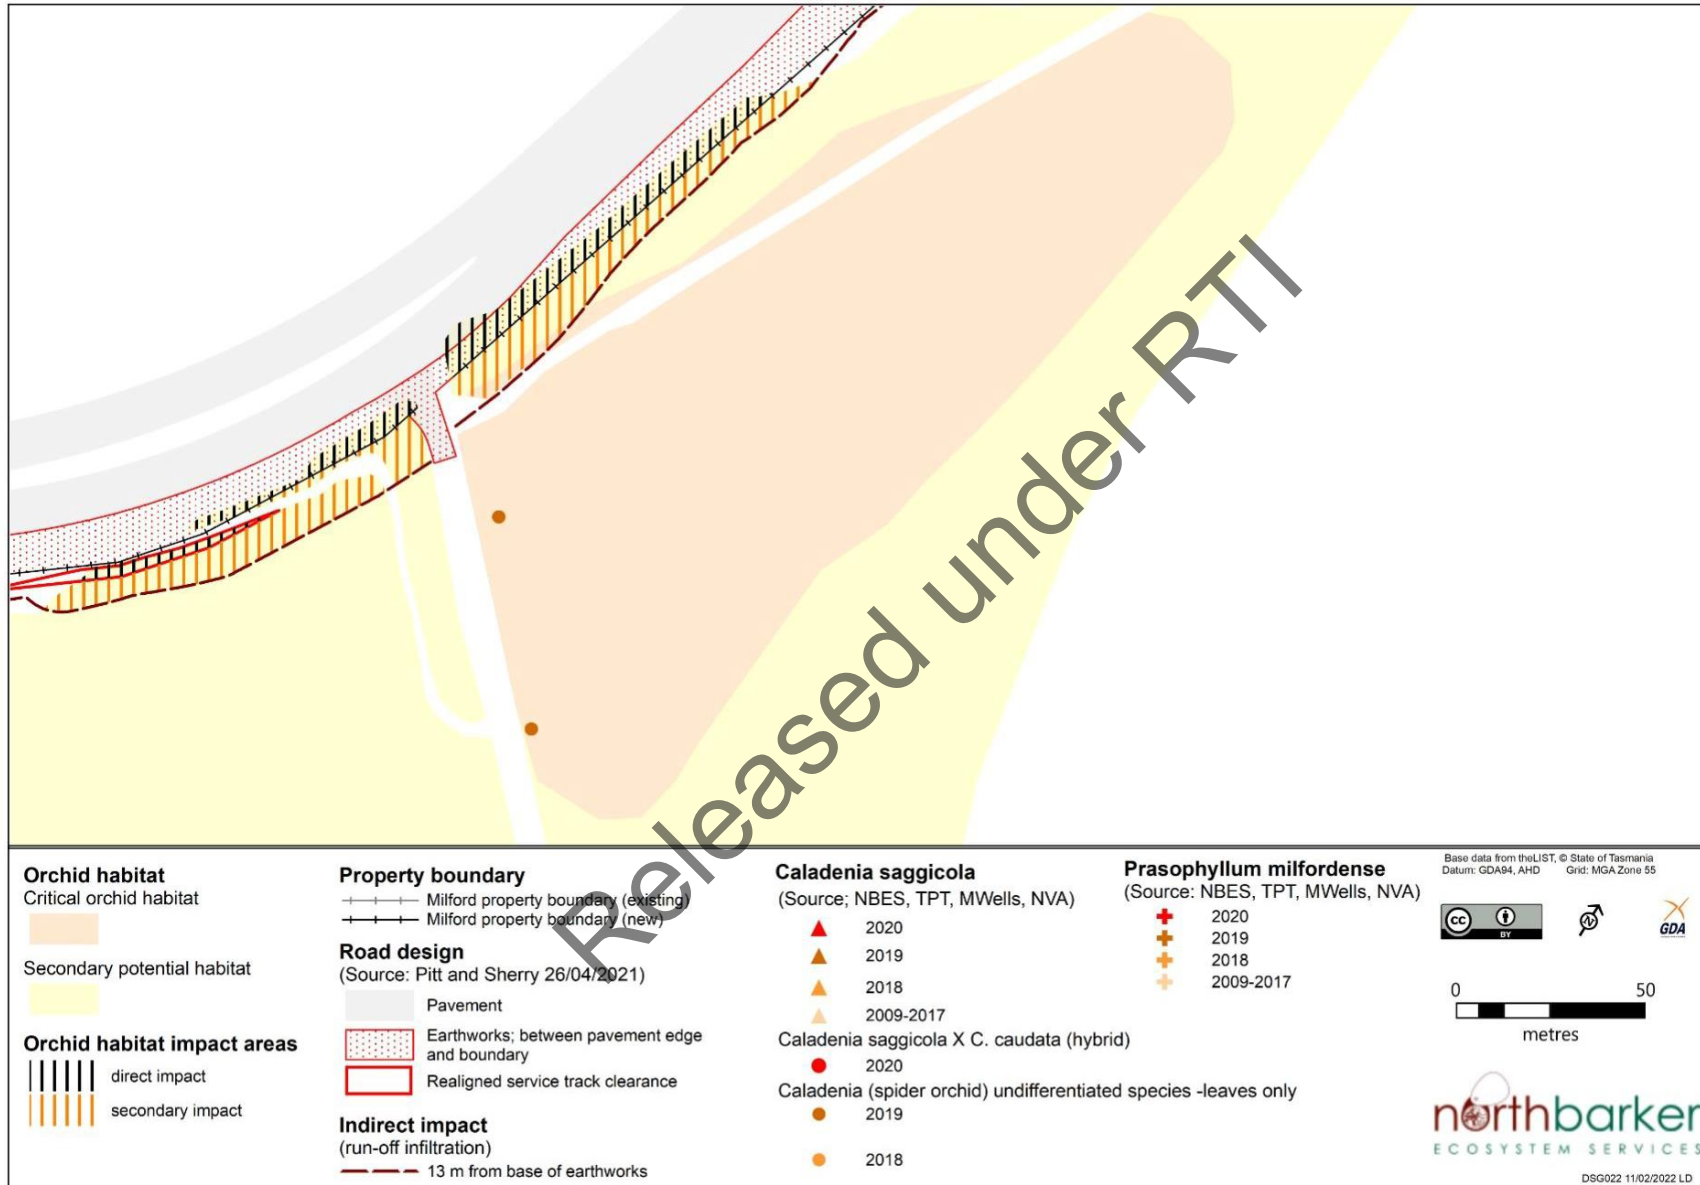 Released under RTI
Orchid habitat
Critical orchid habitat
Secondary potential habitat
Orchid habitat impact areas
direct impact
secondary impact
Property boundary
Milford property boundary (existing)
Milford property boundary (new)
Road design
(Source: Pitt and Sherry 26/04/2021)
Pavement
Earthworks; between pavement edge
and boundary
Realigned service track clearance
Indirect impact
(run-off infiltration)
13 m from base of earthworks
Caladenia saggicola
(Source; NBES, TPT, MWells, NVA)
2020
2019
2018
2009-2017
Caladenia saggicola X C. caudata (hybrid)
2020
Caladenia (spider orchid) undifferentiated species -leaves only
2019
2018
Prasophyllum milfordense
(Source: NBES, TPT, MWells, NVA)
2020
2019
2018
2009-2017
Base data from theLIST, © State of Tasmania
Datum: GDA94, AHD Grid: MGA Zone 55
cc
BY
N
GDA
0 50
metres
northbarker
ECOSYSTEM SERVICES
DSG022 11/02/2022 LD